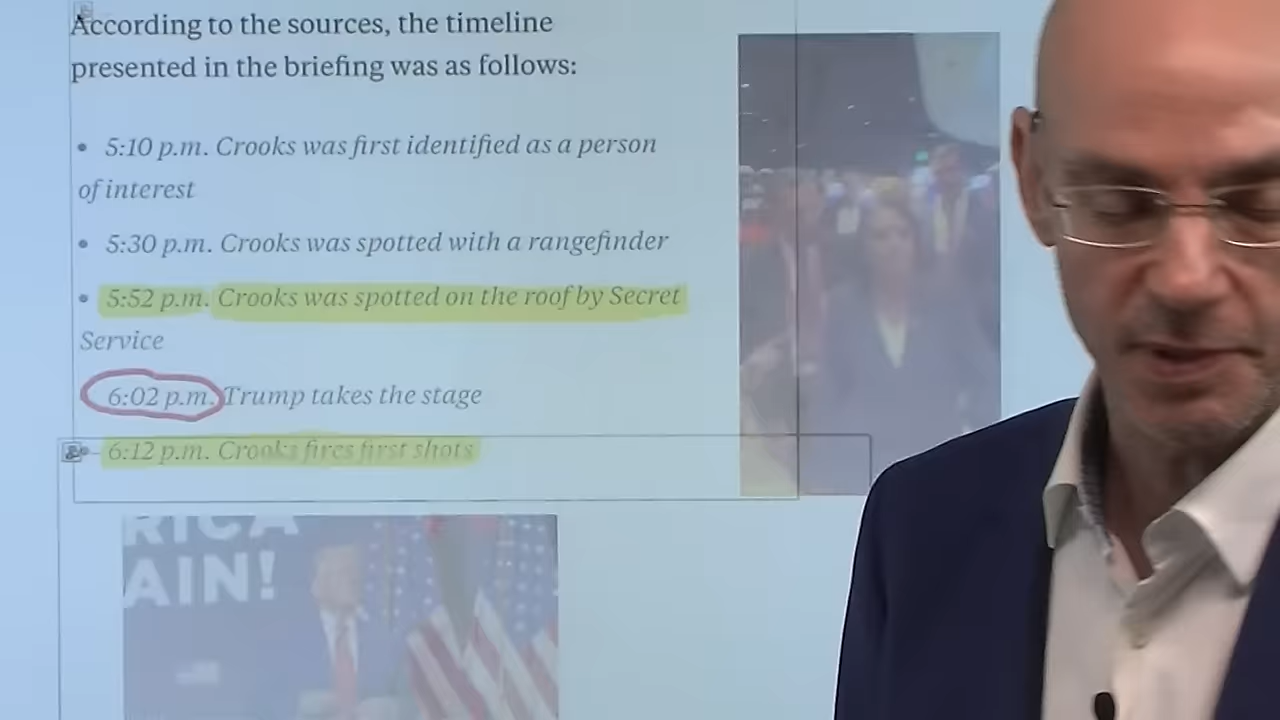 According to the sources, the timeline
presented in the briefing was as follows:
• 5:10 p.m. Crooks was first identified as a person
of interest
• 5:30 p.m. Crooks was spotted with a rangefinder
• 5:52 p.m. Crooks was spotted on the roof by Secret
Service
6:02 p.m. Trump takes the stage
• 6:12 p.m. Crooks fires first shots
RICA
AIN!